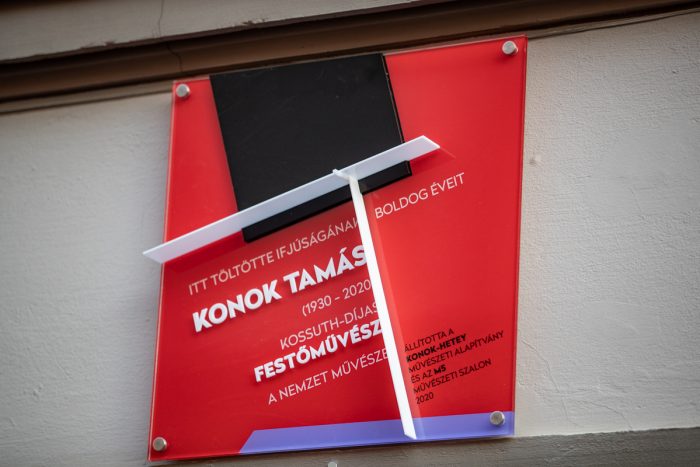 ITT TÖLTÖTTE IFJÚSÁGÁNAK BOLDOG ÉVEIT
KONOK TAMÁS
(1930 - 2020
KOSSUTH-DÍJAS
FESTŐMŰVÉSZ
A NEMZET MŰVÉSZE
ÁLLÍTOTTA A
KONOK-HETEY
MŰVÉSZETI ALAPÍTVÁNY
ÉS AZ M5
MŰVÉSZETI SZALON
2020